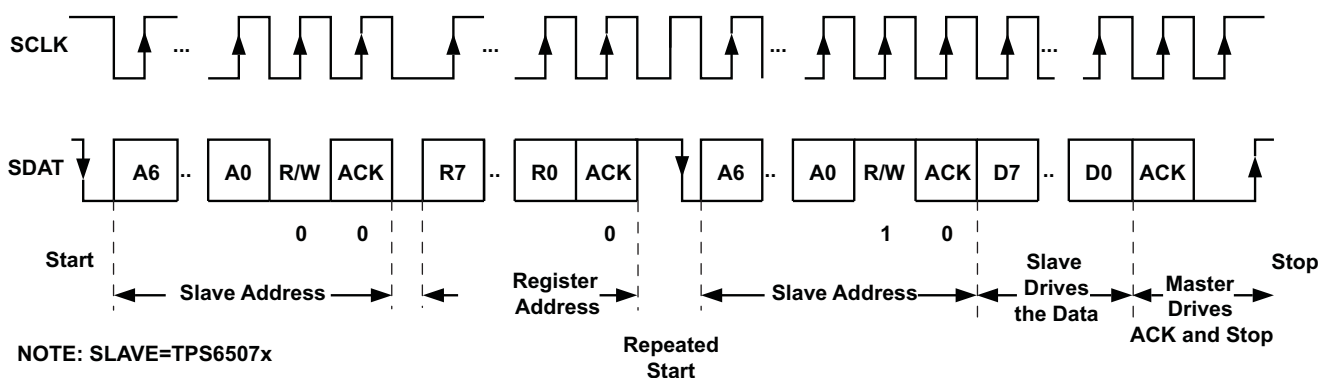 SCLK ... ... ... ...
SDAT A6 .. A0 R/W ACK R7 .. R0 ACK A6 .. A0 R/W ACK D7 .. D0 ACK
0 0 0 1 0
Start Stop
Slave Address
Register
Address
Slave Address
Slave
Drives
the Data
Master
Drives
ACK and Stop
Repeated
Start
NOTE: SLAVE=TPS6507x